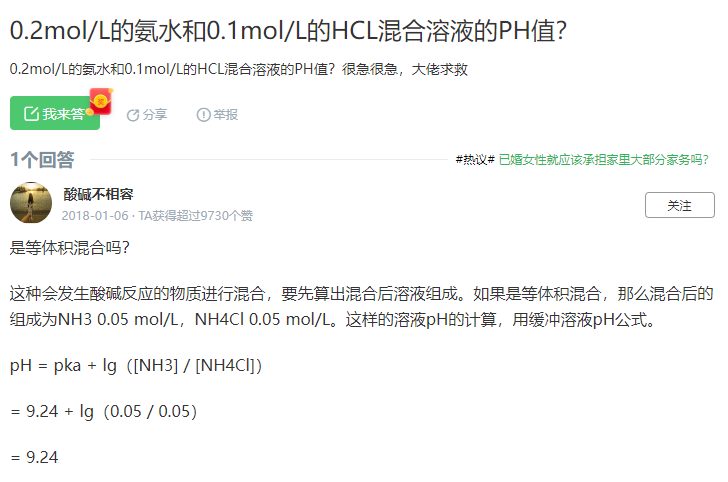 0.2mol/L的氨水和0.1mol/L的HCL混合溶液的PH值？
0.2mol/L的氨水和0.1mol/L的HCL混合溶液的PH值？很急很急，大佬求救
我来答
分享
举报
1个回答
#热议# 已婚女性就应该承担家里大部分家务吗?
酸碱不相容
2018-01-06 · TA获得超过9730个赞
关注
是等体积混合吗？
这种会发生酸碱反应的物质进行混合，要先算出混合后溶液组成。如果是等体积混合，那么混合后的
组成为NH3 0.05 mol/L，NH4Cl 0.05 mol/L。这样的溶液pH的计算，用缓冲溶液pH公式。
pH = pka + lg（[NH3] / [NH4Cl]）
= 9.24 + lg（0.05 / 0.05）
= 9.24